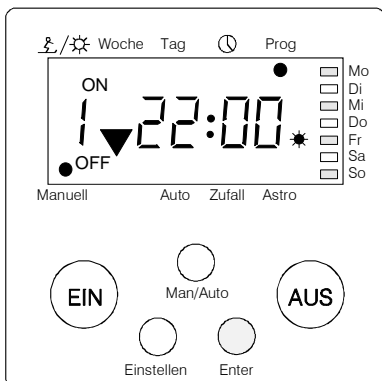 Woche Tag Prog
ON
1 22:00
OFF
Mo
Di
Mi
Do
Fr
Sa
So
Manuell Auto Zufall Astro
EIN
Man/Auto
AUS
Einstellen Enter